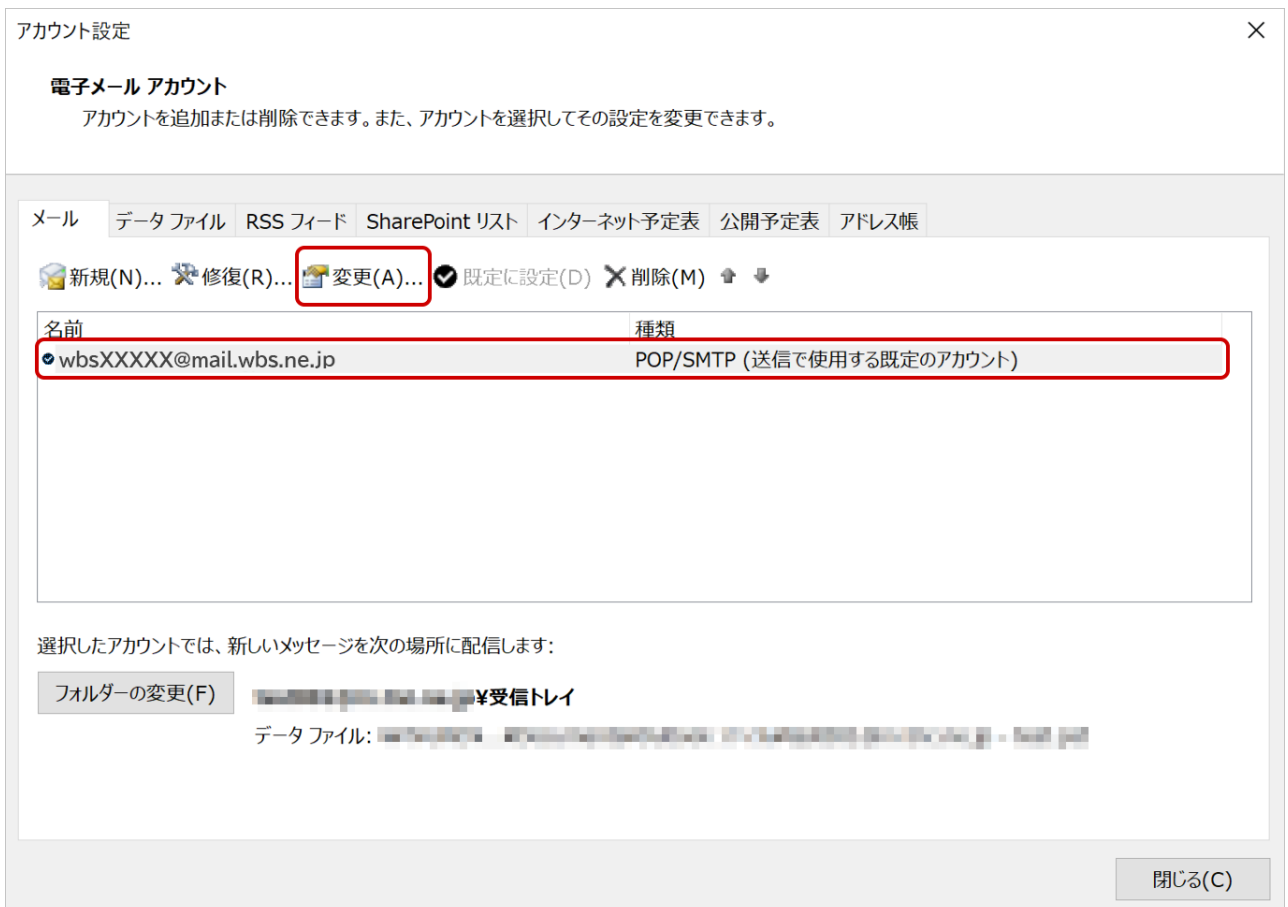 アカウント設定
電子メール アカウント
アカウントを追加または削除できます。また、アカウントを選択してその設定を変更できます。
メール データ ファイル RSS フィード SharePoint リスト インターネット予定表 公開予定表 アドレス帳
新規(N)... 修復(R)... 変更(A)... 既定に設定(D) 削除(M)
名前 種類
wbsXXXXX@mail.wbs.ne.jp POP/SMTP (送信で使用する既定のアカウント)
選択したアカウントでは、新しいメッセージを次の場所に配信します:
フォルダーの変更(F) ¥受信トレイ
データ ファイル:
閉じる(C)